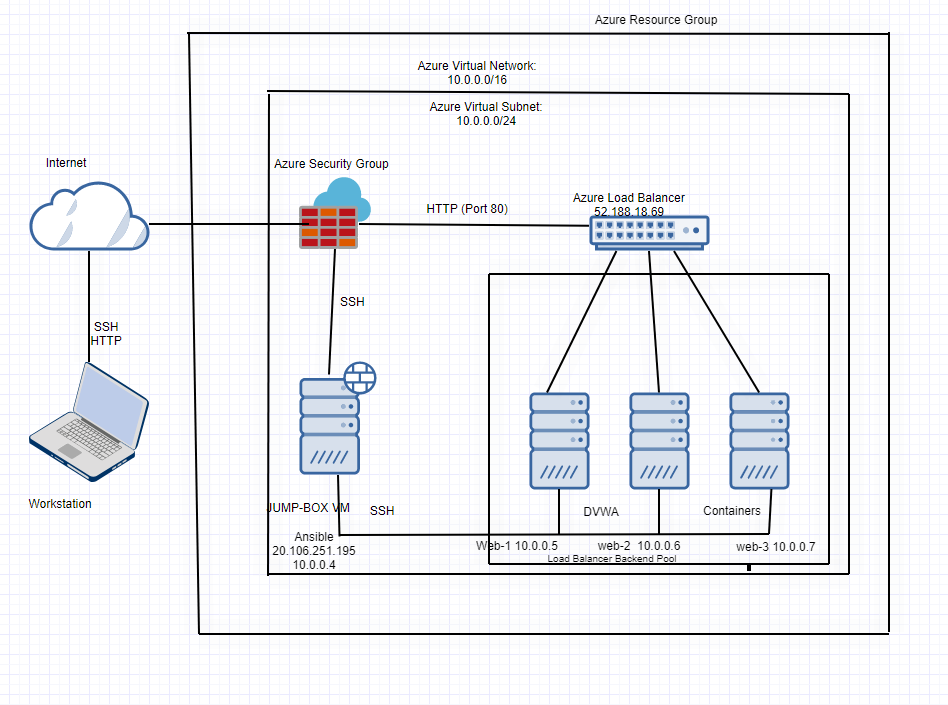 Azure Resource Group
Azure Virtual Network:
10.0.0.0/16
Azure Virtual Subnet:
10.0.0.0/24
Internet
Azure Security Group
Azure Load Balancer
52.188.18.69
HTTP (Port 80)
SSH
SSH
HTTP
Workstation
JUMP-BOX VM
SSH
DVWA
Containers
Ansible
20.106.251.195
10.0.0.4
Web-1 10.0.0.5
web-2 10.0.0.6
web-3 10.0.0.7
Load Balancer Backend Pool